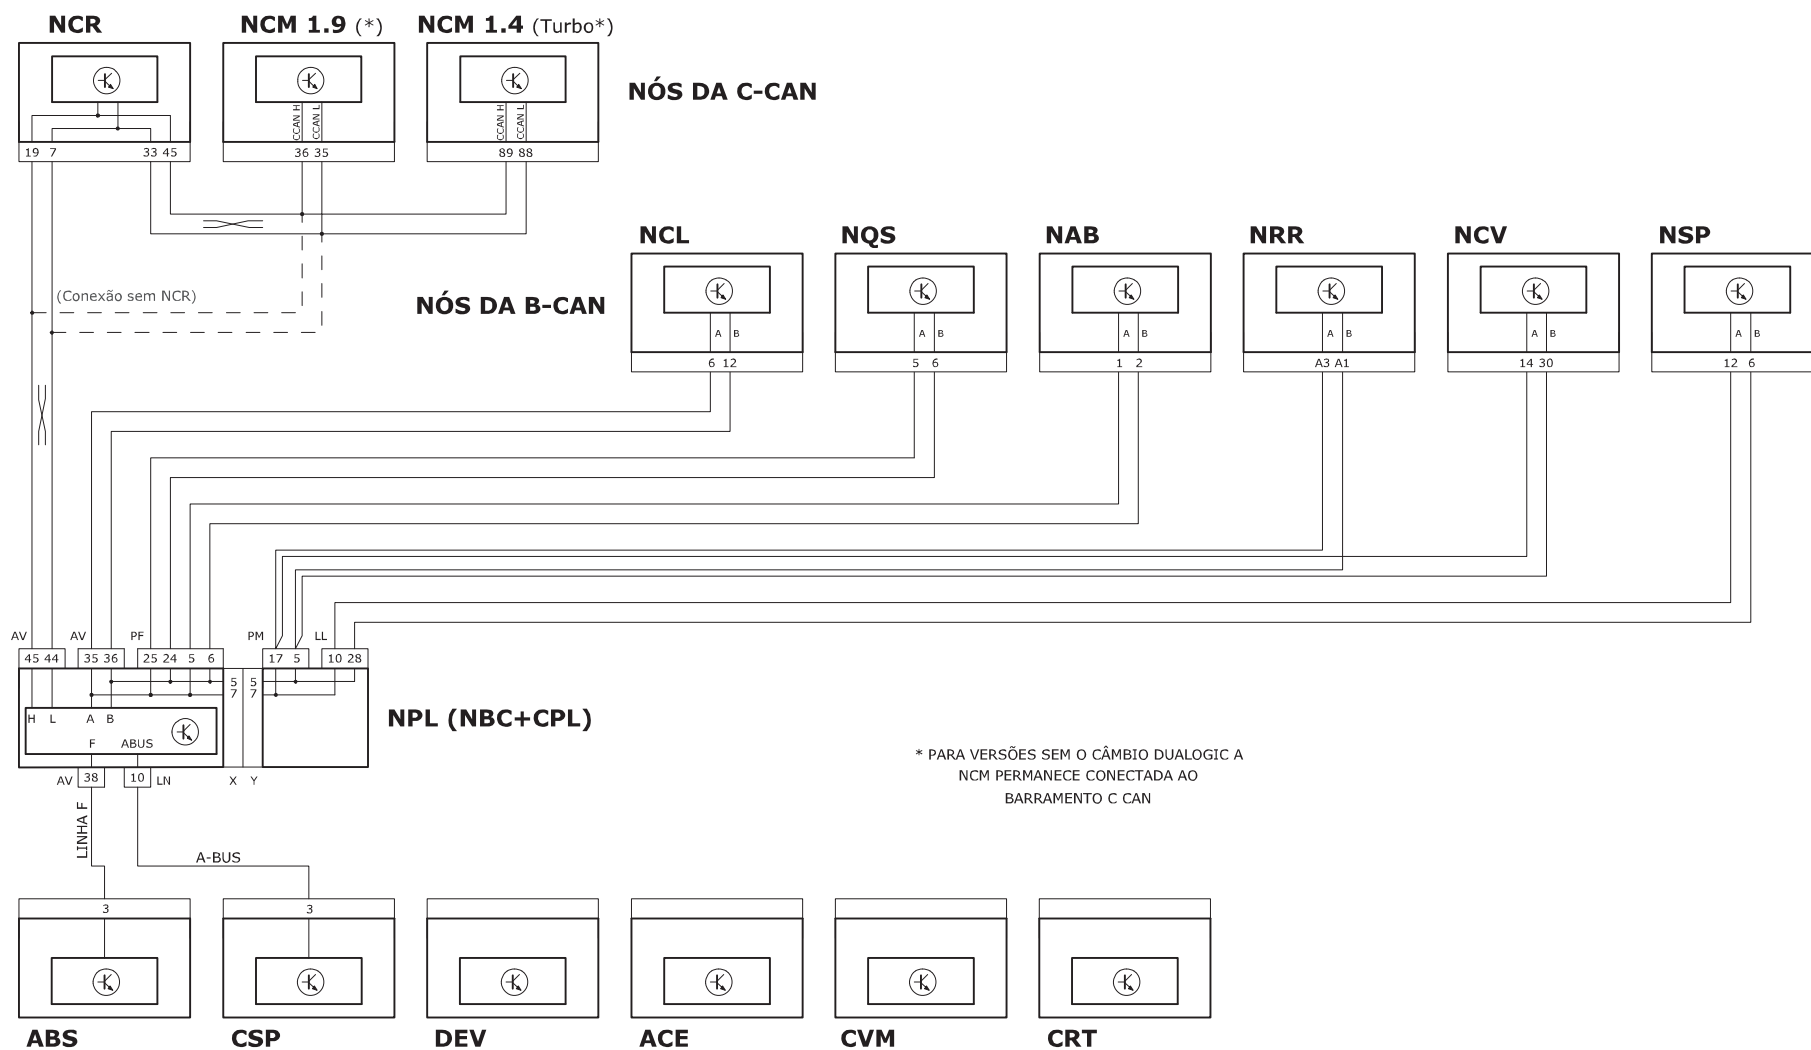 NCR
NCM 1.9 (*)
NCM 1.4 (Turbo*)
NÓS DA C-CAN
CCAN H
CCAN L
CCAN H
CCAN L
19 7 33 45
36 35
89 88
NCL
NQS
NAB
NRR
NCV
NSP
(Conexão sem NCR)
NÓS DA B-CAN
A B
A B
A B
A B
A B
A B
6 12
5 6
1 2
A3 A1
14 30
12 6
AV
AV
PF
PM
LL
45 44
35 36
25 24 5 6
17 5
10 28
5 5
7 7
H L A B
F ABUS
NPL (NBC+CPL)
AV 38
10 LN
X Y
* PARA VERSÕES SEM O CÂMBIO DUALOGIC A
NCM PERMANECE CONECTADA AO
BARRAMENTO C CAN
LINHA F
A-BUS
3
3
ABS
CSP
DEV
ACE
CVM
CRT